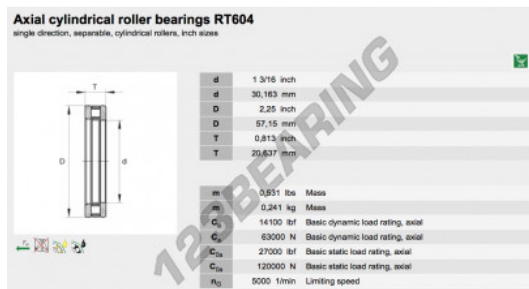 Axial cylindrical roller bearings RT604
single direction, separable, cylindrical rollers, inch sizes
T
D
d
d 1 3/16 inch
d 30,163 mm
D 2,25 inch
D 57,15 mm
T 0,813 inch
T 20,637 mm
m 0,531 lbs Mass
m 0,241 kg Mass
Ca 14100 lbf Basic dynamic load rating, axial
Ca 63000 N Basic dynamic load rating, axial
C0a 27000 lbf Basic static load rating, axial
C0a 120000 N Basic static load rating, axial
nG 5000 1/min Limiting speed
123BEARING